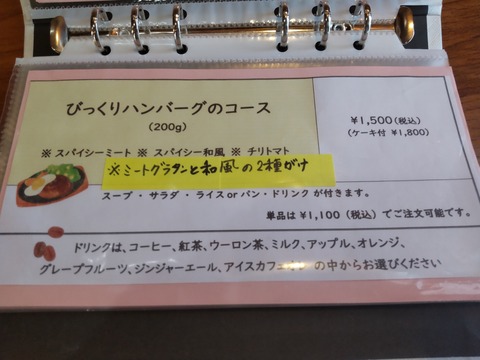 びっくりハンバーグのコース
(200g)
※ スパイシーミート ※ スパイシー和風 ※ チリトマト
※ミートグラタンと和風の2種がけ
¥1,500(税込)
(ケーキ付 ¥1,800)
スープ・サラダ・ライスorパン・ドリンク が付きます。
単品は ¥1,100（税込）でご注文可能です。
ドリンクは、コーヒー、紅茶、ウーロン茶、ミルク、アップル、オレンジ、
グレープフルーツ、ジンジャーエール、アイスカフェオレ の中からお選びください